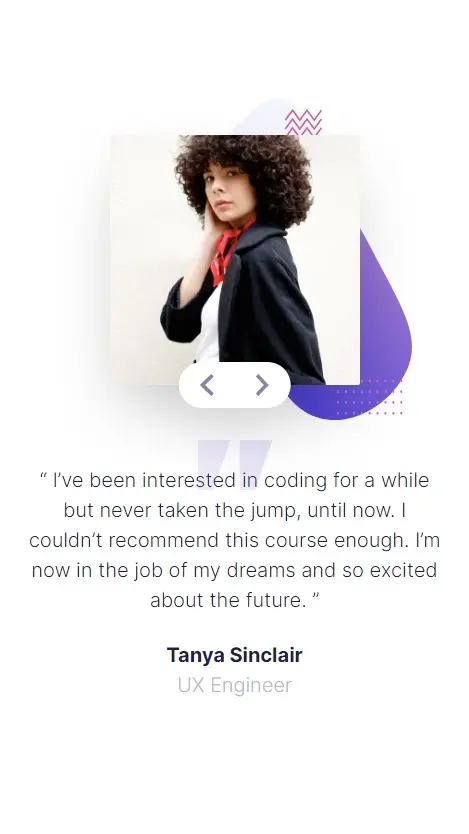 “ I’ve been interested in coding for a while
but never taken the jump, until now. I
couldn’t recommend this course enough. I’m
now in the job of my dreams and so excited
about the future. ”
Tanya Sinclair
UX Engineer